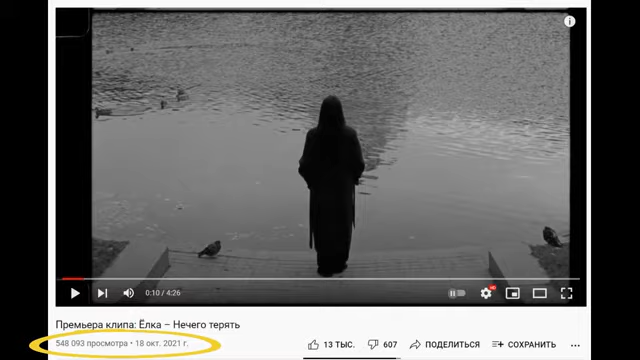 0:10 / 4:26
HD
Премьера клипа: Ёлка – Нечего терять
548 093 просмотра • 18 окт. 2021 г.
13 ТЫС.
607
ПОДЕЛИТЬСЯ
СОХРАНИТЬ